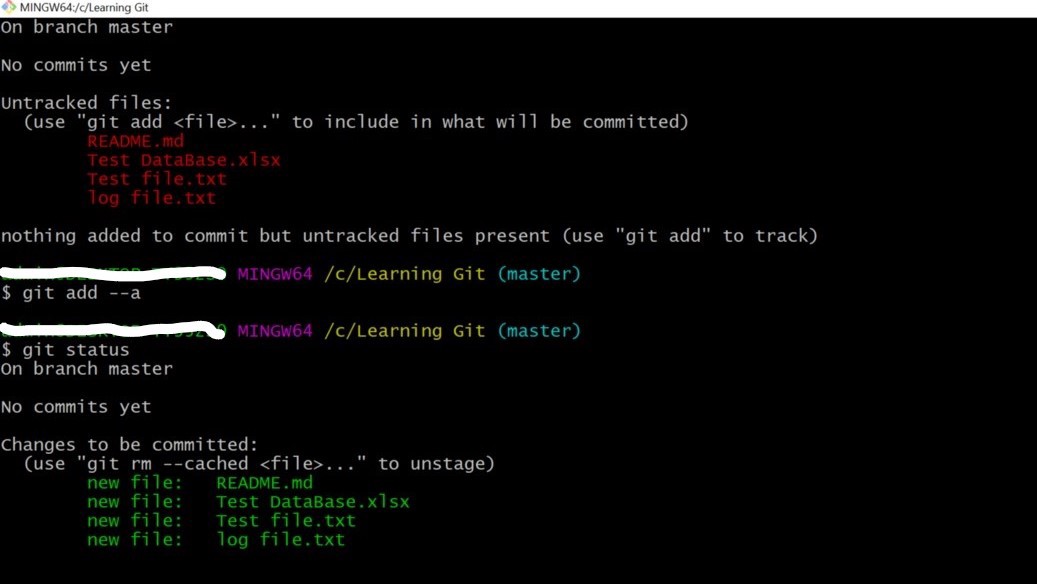 MINGW64:/c/Learning Git
On branch master
No commits yet
Untracked files:
(use "git add <file>..." to include in what will be committed)
README.md
Test DataBase.xlsx
Test file.txt
log file.txt
nothing added to commit but untracked files present (use "git add" to track)
MINGW64 /c/Learning Git (master)
$ git add --a
MINGW64 /c/Learning Git (master)
$ git status
On branch master
No commits yet
Changes to be committed:
(use "git rm --cached <file>..." to unstage)
new file: README.md
new file: Test DataBase.xlsx
new file: Test file.txt
new file: log file.txt